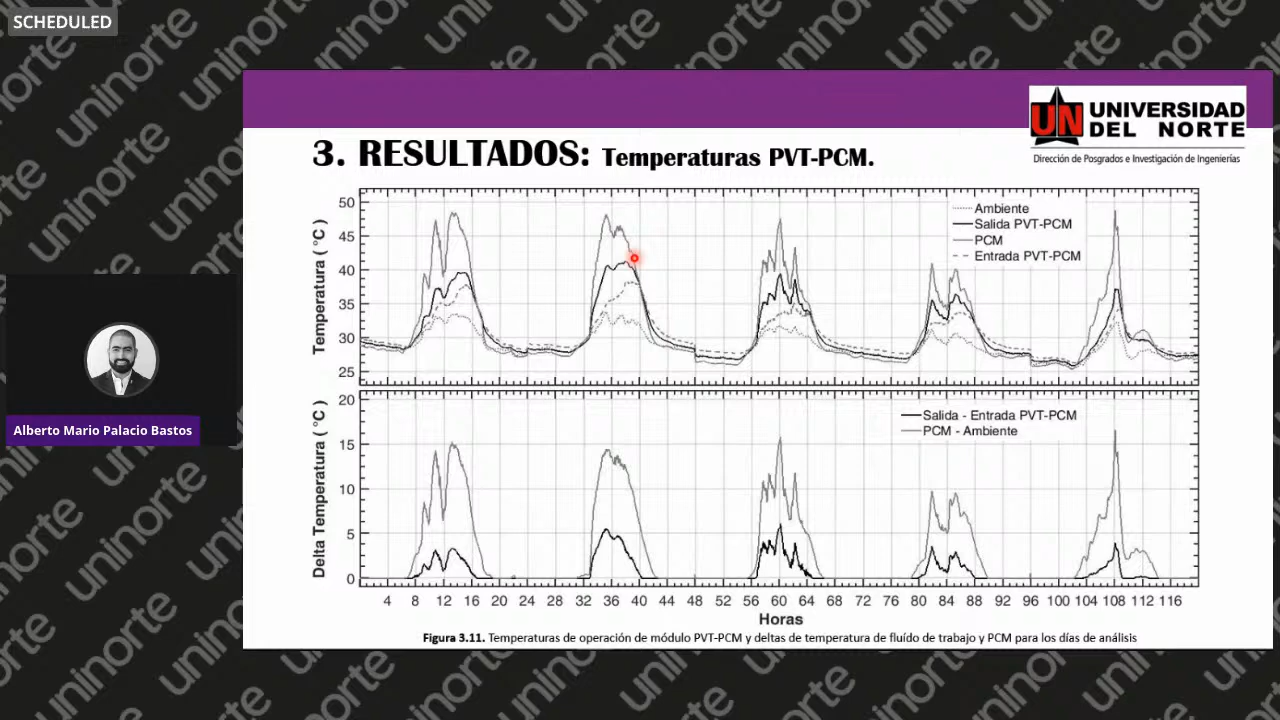 SCHEDULED
UNIVERSIDAD
DEL NORTE
UN
Dirección de Posgrados e Investigación de Ingenierías
3. RESULTADOS: Temperaturas PVT-PCM.
Temperatura ( °C )
50
45
40
35
30
25
Ambiente
Salida PVT-PCM
PCM
Entrada PVT-PCM
Delta Temperatura ( °C )
20
15
10
5
0
Salida - Entrada PVT-PCM
PCM - Ambiente
4 8 12 16 20 24 28 32 36 40 44 48 52 56 60 64 68 72 76 80 84 88 92 96 100 104 108 112 116
Horas
Figura 3.11. Temperaturas de operación de módulo PVT-PCM y deltas de temperatura de fluído de trabajo y PCM para los días de análisis
Alberto Mario Palacio Bastos
uninorte